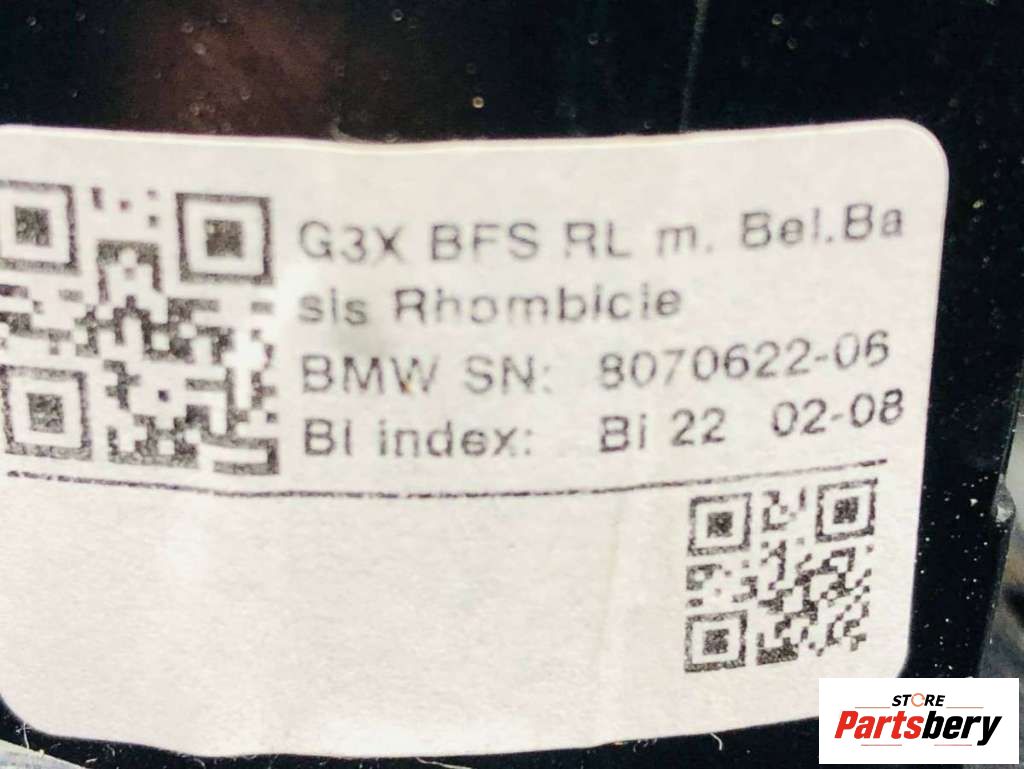 G3X BFS RL m. Bel.Ba
sis Rhombicle
BMW SN: 8070622-06
BI index: Bi 22 02-08
STORE
Partsbery